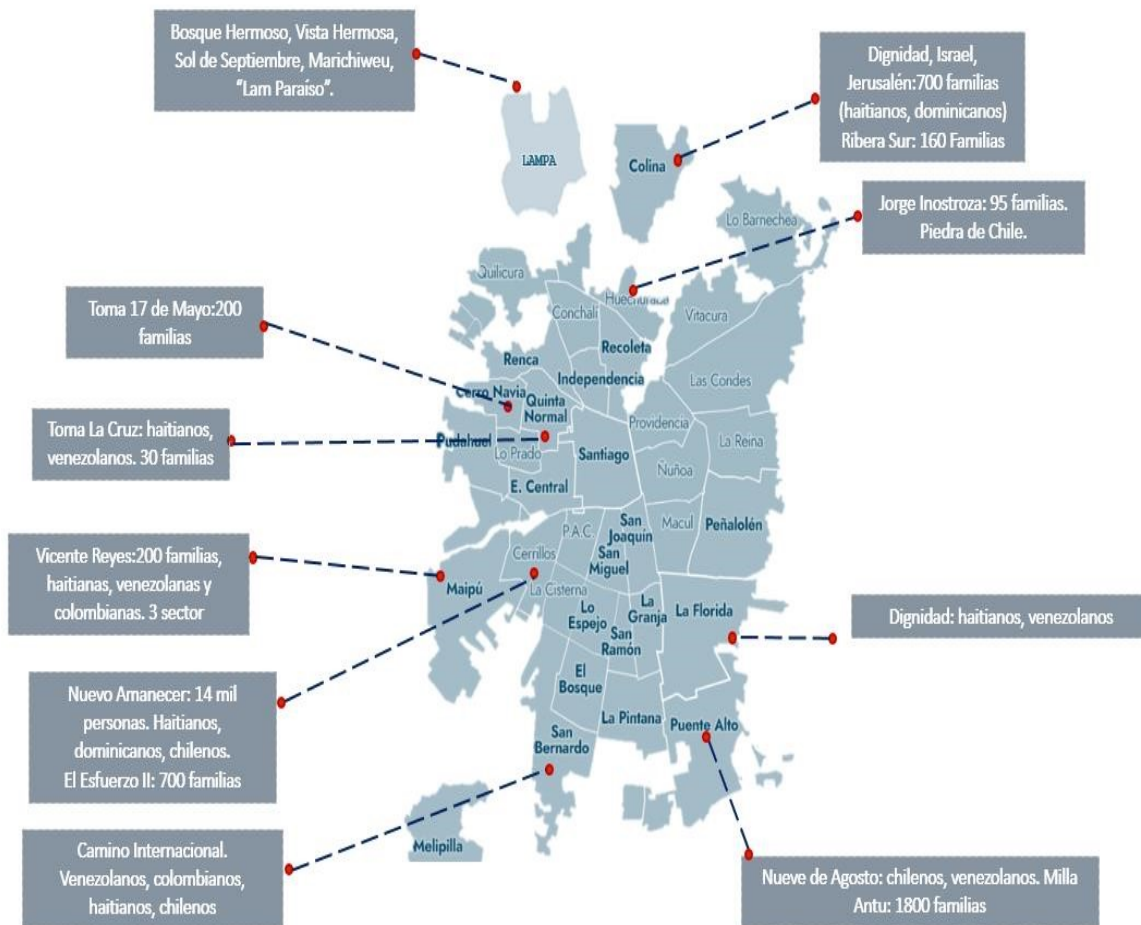 Bosque Hermoso, Vista Hermosa,
Sol de Septiembre, Marichiweu,
“Lam Paraíso”.
Dignidad, Israel,
Jerusalén:700 familias
(haitianos, dominicanos)
Ribera Sur: 160 Familias
LAMPA
Colina
Jorge Inostroza: 95 familias.
Piedra de Chile.
Lo Barnechea
Quilicura
Huechuraba
Conchalí
Vitacura
Toma 17 de Mayo:200
familias
Renca
Recoleta
Independencia
Las Condes
Cerro Navia
Quinta
Normal
Providencia
Toma La Cruz: haitianos,
venezolanos. 30 familias
Pudahuel
Lo Prado
Santiago
La Reina
Ñuñoa
E. Central
Vicente Reyes:200 familias,
haitianas, venezolanas y
colombianas. 3 sector
P.A.C.
San
Joaquín
Macul
Peñalolén
Cerrillos
San
Miguel
Maipú
La Cisterna
Lo
Espejo
La
Granja
La Florida
San
Ramón
Dignidad: haitianos, venezolanos
El
Bosque
Nuevo Amanecer: 14 mil
personas. Haitianos,
dominicanos, chilenos.
El Esfuerzo II: 700 familias
La Pintana
Puente Alto
San
Bernardo
Melipilla
Camino Internacional.
Venezolanos, colombianos,
haitianos, chilenos
Nueve de Agosto: chilenos, venezolanos. Milla
Antu: 1800 familias